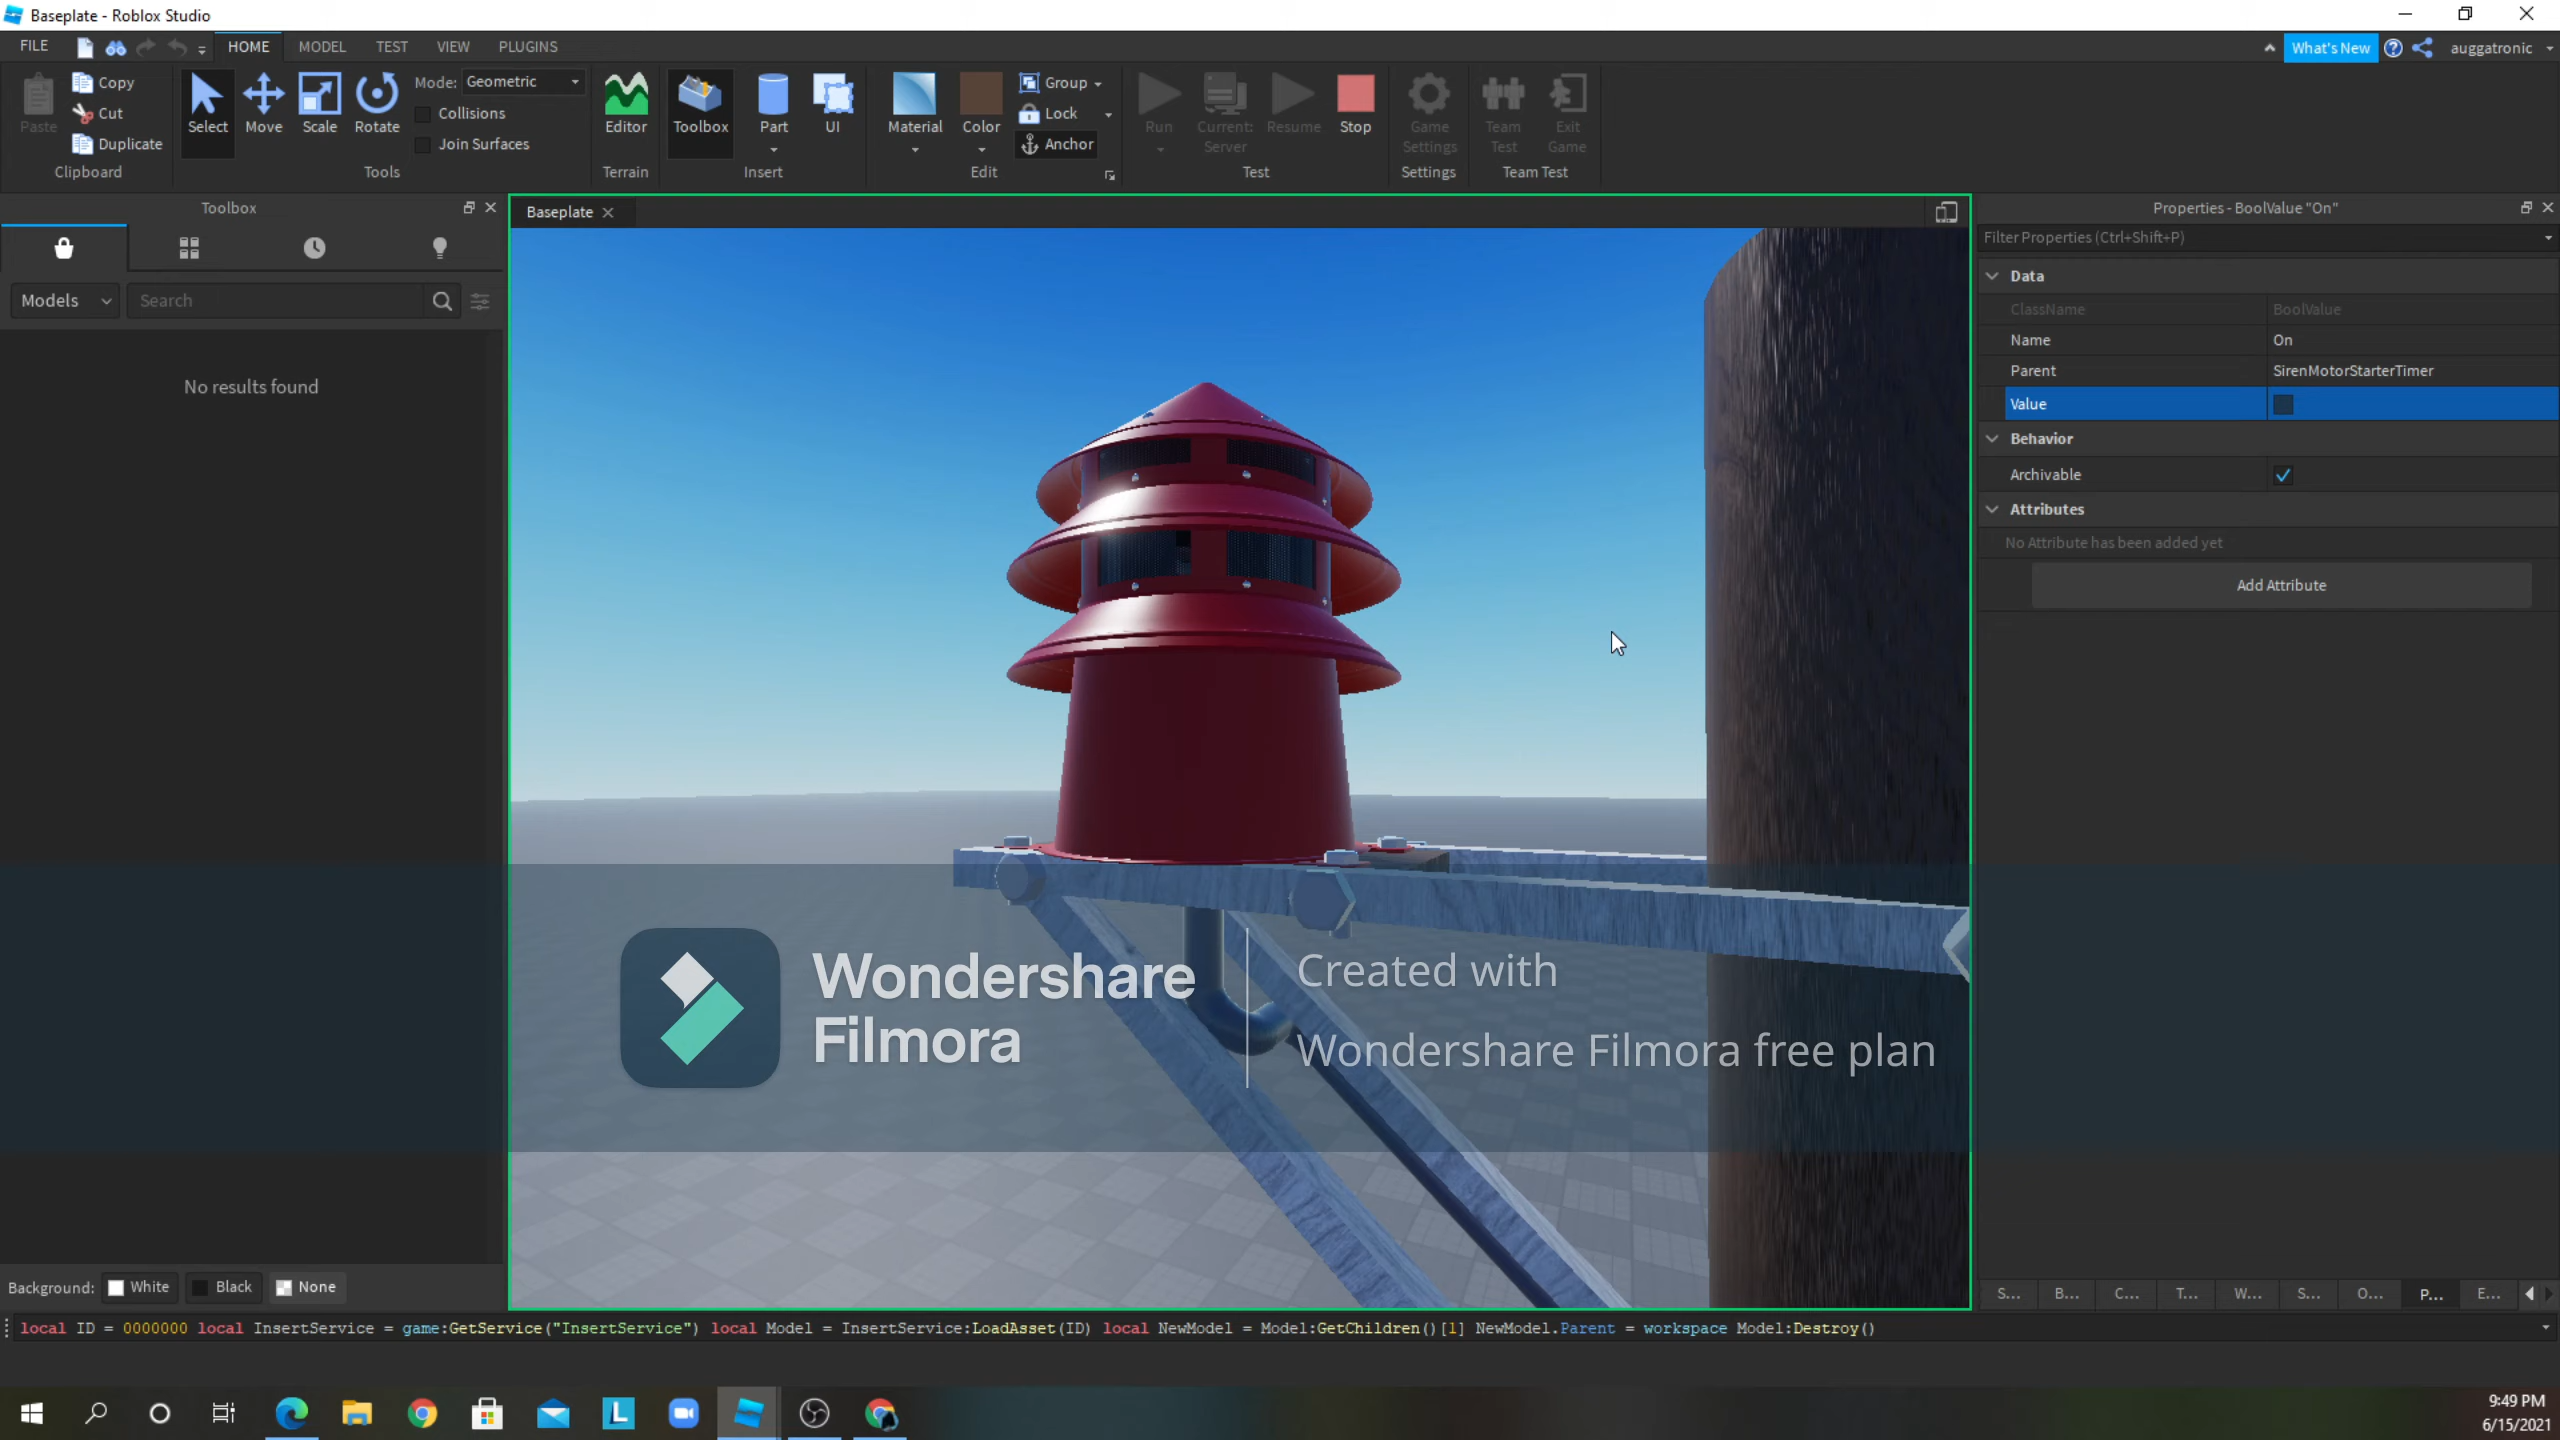 Baseplate - Roblox Studio
FILE HOME MODEL TEST VIEW PLUGINS What's New auggatronic
Paste Copy Cut Duplicate Clipboard
Select Move Scale Rotate Mode: Geometric Collisions Join Surfaces Tools
Editor Terrain
Toolbox Part UI Insert
Material Color Group Lock Anchor Edit
Run Current: Server Resume Stop Test
Game Settings Settings
Team Test Exit Game Team Test
Toolbox
Models Search
No results found
Background: White Black None
Baseplate
Wondershare
Filmora
Created with
Wondershare Filmora free plan
Properties - BoolValue "On"
Filter Properties (Ctrl+Shift+P)
Data
ClassName BoolValue
Name On
Parent SirenMotorStarterTimer
Value
Behavior
Archivable
Attributes
No Attribute has been added yet
Add Attribute
S... B... C... T... W... S... O... P... E...
local ID = 0000000 local InsertService = game:GetService("InsertService") local Model = InsertService:LoadAsset(ID) local NewModel = Model:GetChildren()[1] NewModel.Parent = workspace Model:Destroy()
9:49 PM
6/15/2021